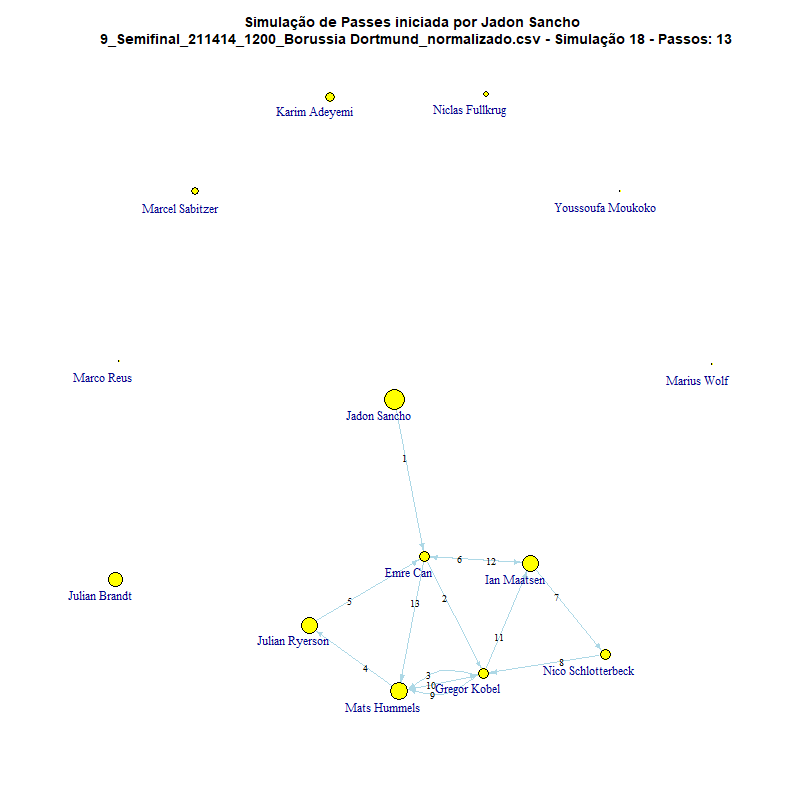 Simulação de Passes iniciada por Jadon Sancho
9_Semifinal_211414_1200_Borussia Dortmund_normalizado.csv - Simulação 18 - Passos: 13
Karim Adeyemi
Niclas Fullkrug
Marcel Sabitzer
Youssoufa Moukoko
Marco Reus
Marius Wolf
Jadon Sancho
1
6
12
Emre Can
Ian Maatsen
Julian Brandt
2
7
5
13
11
Julian Ryerson
8
4
Nico Schlotterbeck
3
10
Gregor Kobel
9
Mats Hummels